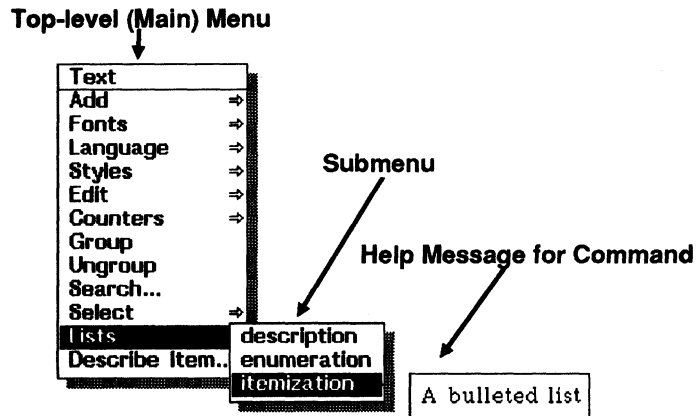 Top-level (Main) Menu
Text
Add ⇒
Fonts ⇒
Language ⇒
Styles ⇒
Edit ⇒
Counters ⇒
Group
Ungroup
Search...
Select ⇒
Lists
Describe Item..
Submenu
description
enumeration
itemization
Help Message for Command
A bulleted list